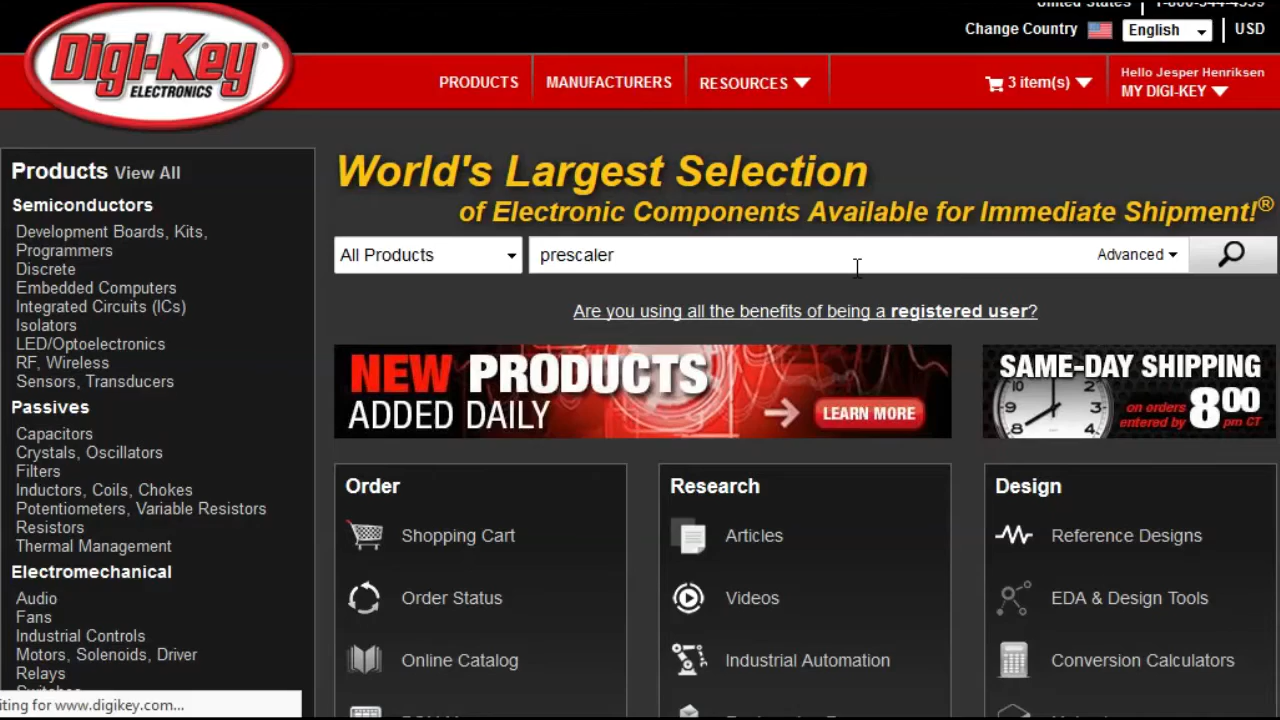 United States | 1-800-344-4539
Change Country English USD
Digi-Key®
ELECTRONICS
PRODUCTS MANUFACTURERS RESOURCES 3 item(s) Hello Jesper Henriksen
MY DIGI-KEY
Products View All
Semiconductors
Development Boards, Kits,
Programmers
Discrete
Embedded Computers
Integrated Circuits (ICs)
Isolators
LED/Optoelectronics
RF, Wireless
Sensors, Transducers
Passives
Capacitors
Crystals, Oscillators
Filters
Inductors, Coils, Chokes
Potentiometers, Variable Resistors
Resistors
Thermal Management
Electromechanical
Audio
Fans
Industrial Controls
Motors, Solenoids, Driver
Relays
Switches
iting for www.digikey.com...
World's Largest Selection
of Electronic Components Available for Immediate Shipment!®
All Products prescaler Advanced
Are you using all the benefits of being a registered user?
NEW PRODUCTS
ADDED DAILY LEARN MORE
SAME-DAY SHIPPING
on orders
entered by 8:00 pm CT
Order
Shopping Cart
Order Status
Online Catalog
Research
Articles
Videos
Industrial Automation
Design
Reference Designs
EDA & Design Tools
Conversion Calculators